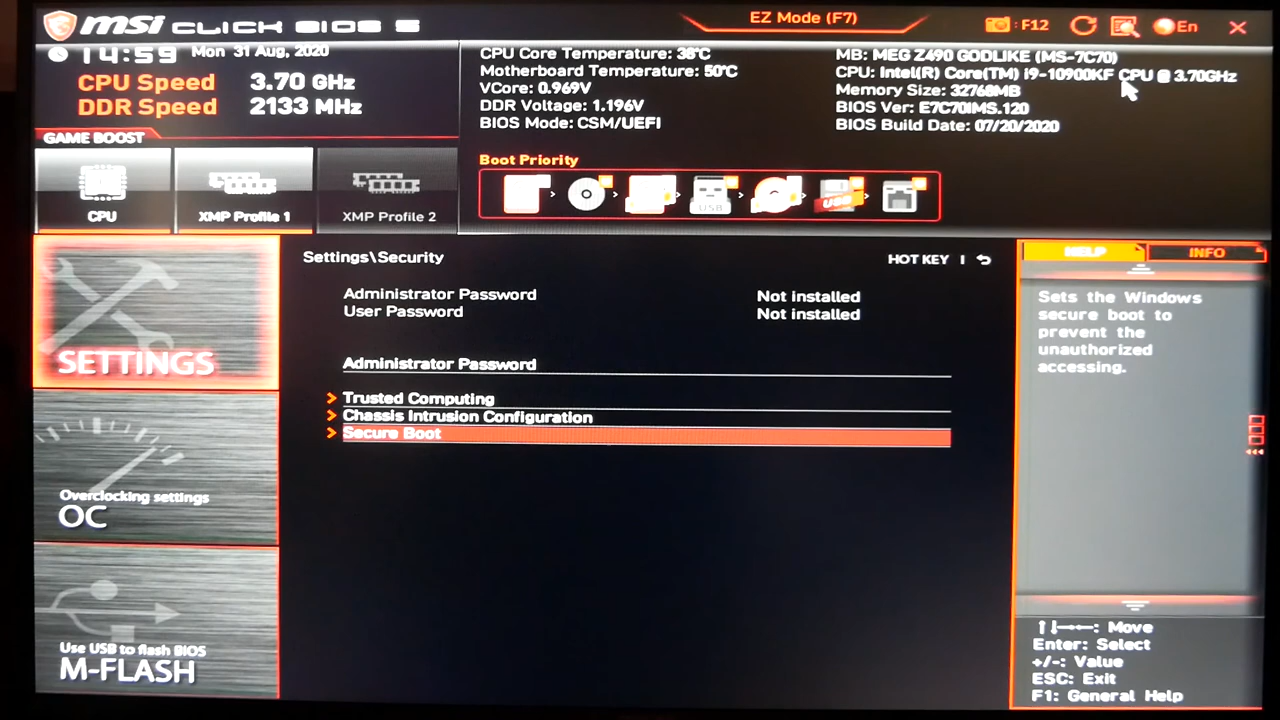 msi CLICK BIOS 5
EZ Mode (F7)
: F12
En
14:59 Mon 31 Aug, 2020
CPU Speed 3.70 GHz
DDR Speed 2133 MHz
CPU Core Temperature: 38°C
Motherboard Temperature: 50°C
VCore: 0.969V
DDR Voltage: 1.196V
BIOS Mode: CSM/UEFI
MB: MEG Z490 GODLIKE (MS-7C70)
CPU: Intel(R) Core(TM) i9-10900KF CPU @ 3.70GHz
Memory Size: 32768MB
BIOS Ver: E7C70IMS.120
BIOS Build Date: 07/20/2020
GAME BOOST
CPU
XMP Profile 1
XMP Profile 2
Boot Priority
USB
USB
SETTINGS
Overclocking settings
OC
Use USB to flash BIOS
M-FLASH
Settings\Security
HOT KEY |
Administrator Password Not installed
User Password Not installed
Administrator Password
> Trusted Computing
> Chassis Intrusion Configuration
> Secure Boot
HELP
INFO
Sets the Windows
secure boot to
prevent the
unauthorized
accessing.
↑↓→←: Move
Enter: Select
+/-: Value
ESC: Exit
F1: General Help